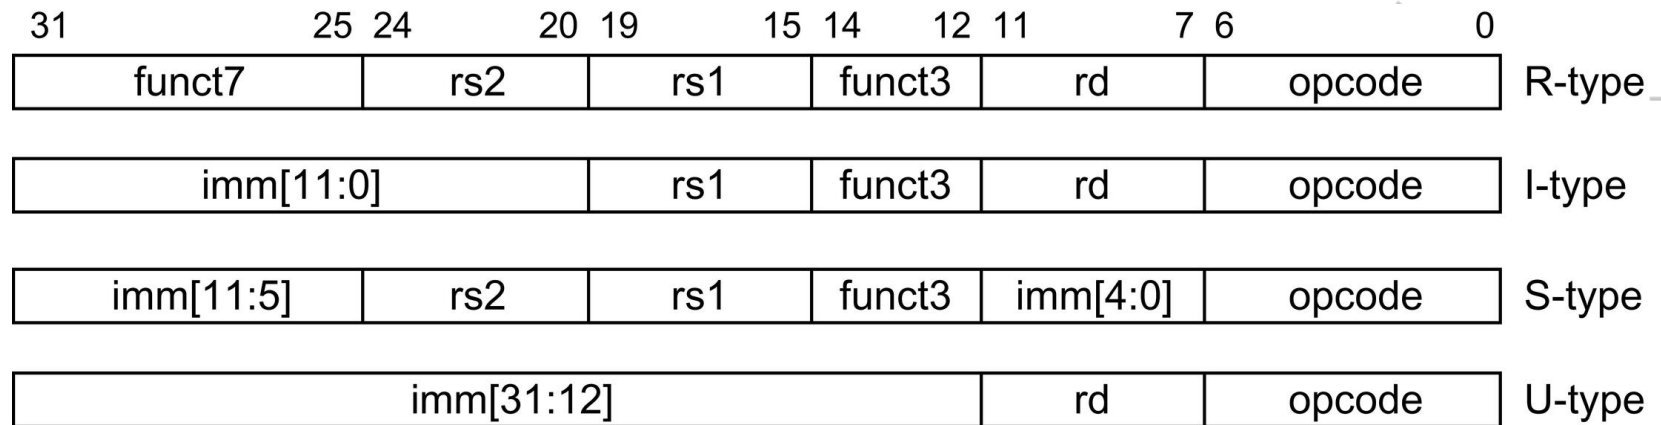 31 25 24 20 19 15 14 12 11 7 6 0
funct7 rs2 rs1 funct3 rd opcode R-type
imm[11:0] rs1 funct3 rd opcode I-type
imm[11:5] rs2 rs1 funct3 imm[4:0] opcode S-type
imm[31:12] rd opcode U-type